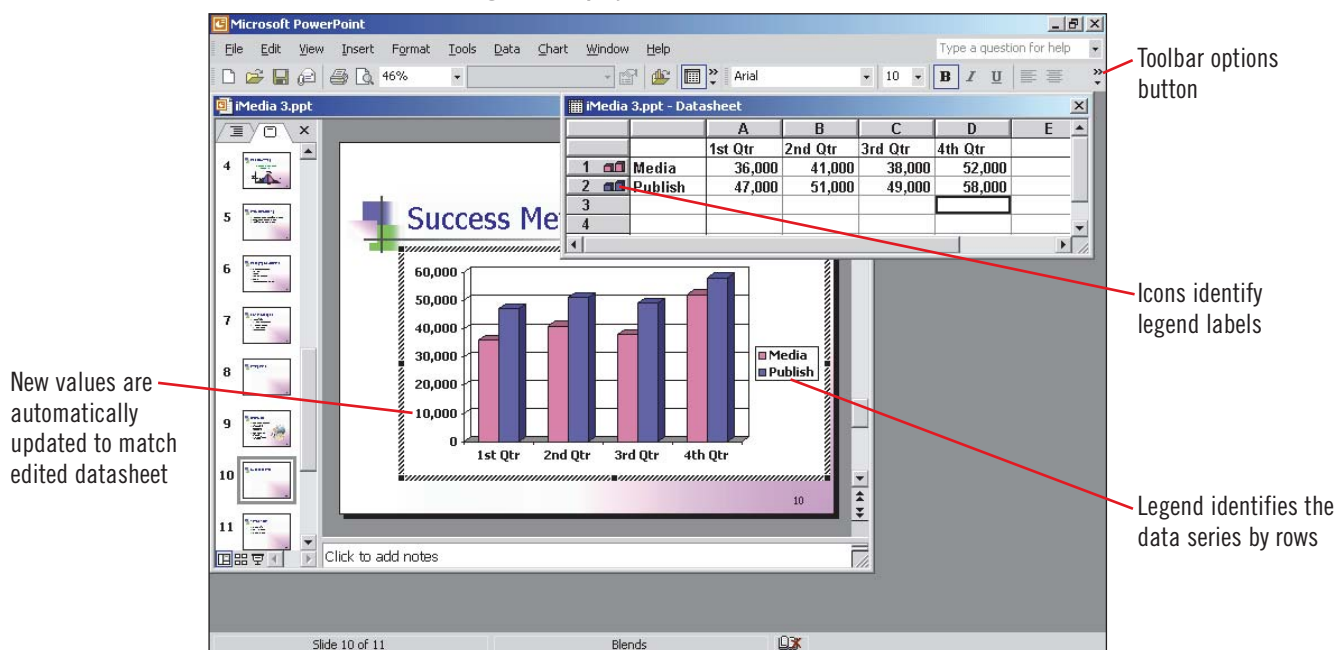 Microsoft PowerPoint
File Edit View Insert Format Tools Data Chart Window Help
Type a question for help
46%
Arial
10
B I U
Toolbar options
button
iMedia 3.ppt
iMedia 3.ppt - Datasheet
A B C D E
1st Qtr 2nd Qtr 3rd Qtr 4th Qtr
1 Media 36,000 41,000 38,000 52,000
2 Publish 47,000 51,000 49,000 58,000
3
4
4
5
6
7
8
9
10
11
Success Me
60,000
50,000
40,000
30,000
20,000
10,000
0
1st Qtr 2nd Qtr 3rd Qtr 4th Qtr
Media
Publish
10
Icons identify
legend labels
New values are
automatically
updated to match
edited datasheet
Legend identifies the
data series by rows
Click to add notes
Slide 10 of 11
Blends